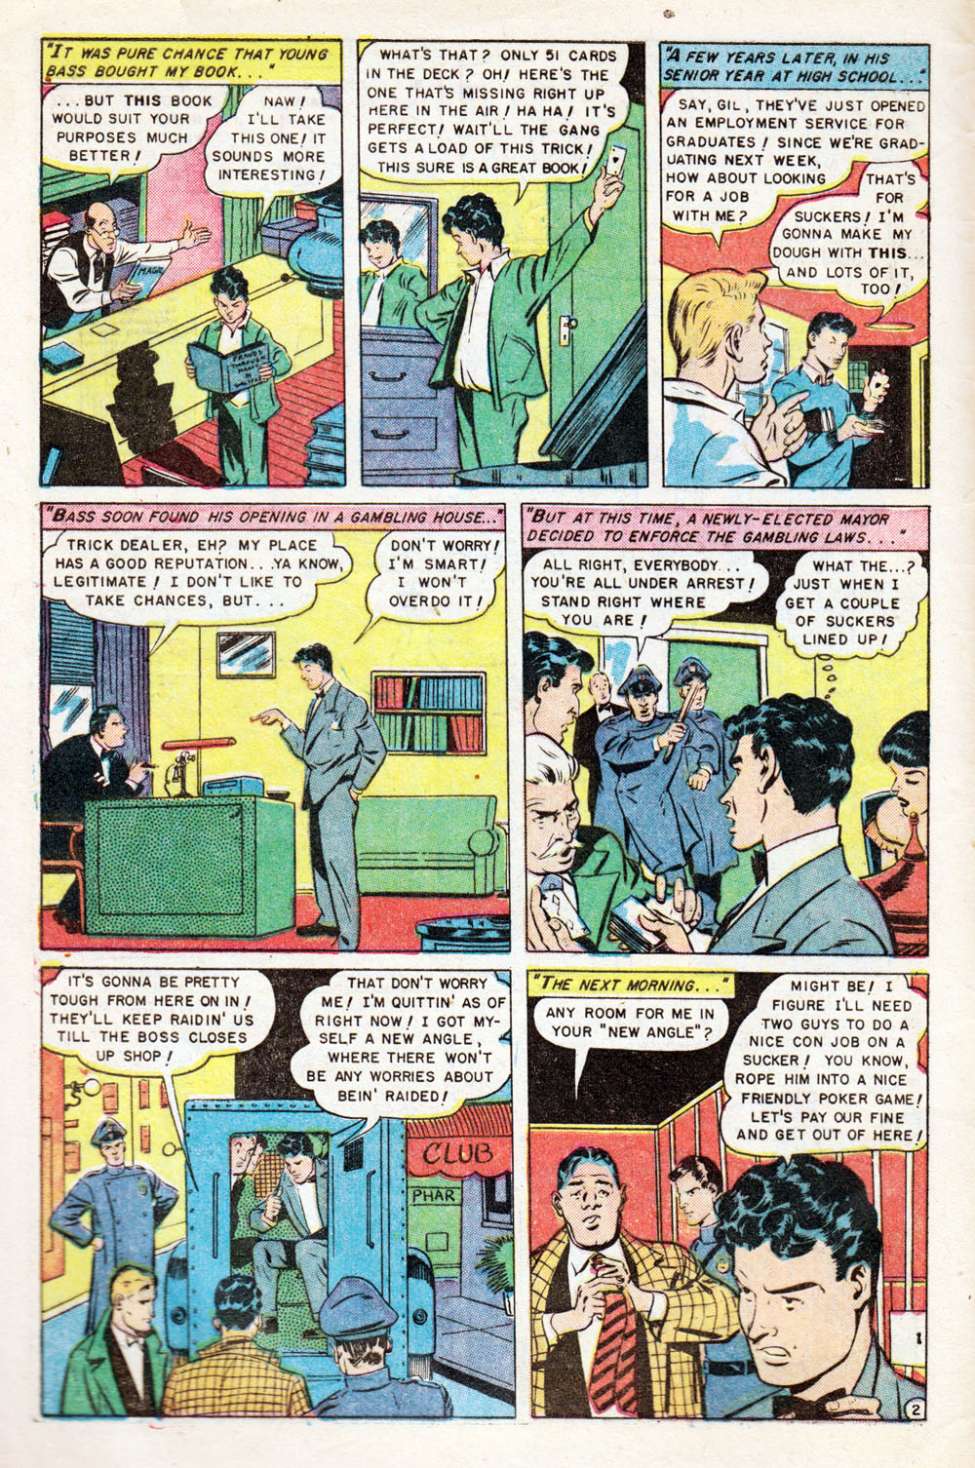 "IT WAS PURE CHANCE THAT YOUNG
BASS BOUGHT MY BOOK..."
...BUT THIS BOOK
WOULD SUIT YOUR
PURPOSES MUCH
BETTER!
NAW!
I'LL TAKE
THIS ONE! IT
SOUNDS MORE
INTERESTING!
MAGIC
FRAUDS
THROUGH
MAGIC
WHAT'S THAT? ONLY 51 CARDS
IN THE DECK? OH! HERE'S THE
ONE THAT'S MISSING RIGHT UP
HERE IN THE AIR! HA HA! IT'S
PERFECT! WAIT'LL THE GANG
GETS A LOAD OF THIS TRICK!
THIS SURE IS A GREAT BOOK!
"A FEW YEARS LATER, IN HIS
SENIOR YEAR AT HIGH SCHOOL..."
SAY, GIL, THEY'VE JUST OPENED
AN EMPLOYMENT SERVICE FOR
GRADUATES! SINCE WE'RE GRAD-
UATING NEXT WEEK,
HOW ABOUT LOOKING
FOR A JOB
WITH ME?
THAT'S
FOR
SUCKERS! I'M
GONNA MAKE MY
DOUGH WITH THIS...
AND LOTS OF IT,
TOO!
"BASS SOON FOUND HIS OPENING IN A GAMBLING HOUSE..."
TRICK DEALER, EH? MY PLACE
HAS A GOOD REPUTATION...YA KNOW,
LEGITIMATE! I DON'T LIKE TO
TAKE CHANCES, BUT...
DON'T WORRY!
I'M SMART!
I WON'T
OVERDO IT!
"BUT AT THIS TIME, A NEWLY-ELECTED MAYOR
DECIDED TO ENFORCE THE GAMBLING LAWS..."
ALL RIGHT, EVERYBODY...
YOU'RE ALL UNDER ARREST!
STAND RIGHT WHERE
YOU ARE!
WHAT THE...?
JUST WHEN I
GET A COUPLE
OF SUCKERS
LINED UP!
IT'S GONNA BE PRETTY
TOUGH FROM HERE ON IN!
THEY'LL KEEP RAIDIN' US
TILL THE BOSS CLOSES
UP SHOP!
THAT DON'T WORRY
ME! I'M QUITTIN' AS OF
RIGHT NOW! I GOT MY-
SELF A NEW ANGLE,
WHERE THERE WON'T
BE ANY WORRIES ABOUT
BEIN' RAIDED!
CLUB
PHAR
"THE NEXT MORNING..."
ANY ROOM FOR ME IN
YOUR "NEW ANGLE"?
MIGHT BE! I
FIGURE I'LL NEED
TWO GUYS TO DO A
NICE CON JOB ON A
SUCKER! YOU KNOW,
ROPE HIM INTO A NICE
FRIENDLY POKER GAME!
LET'S PAY OUR FINE
AND GET OUT OF HERE!
2